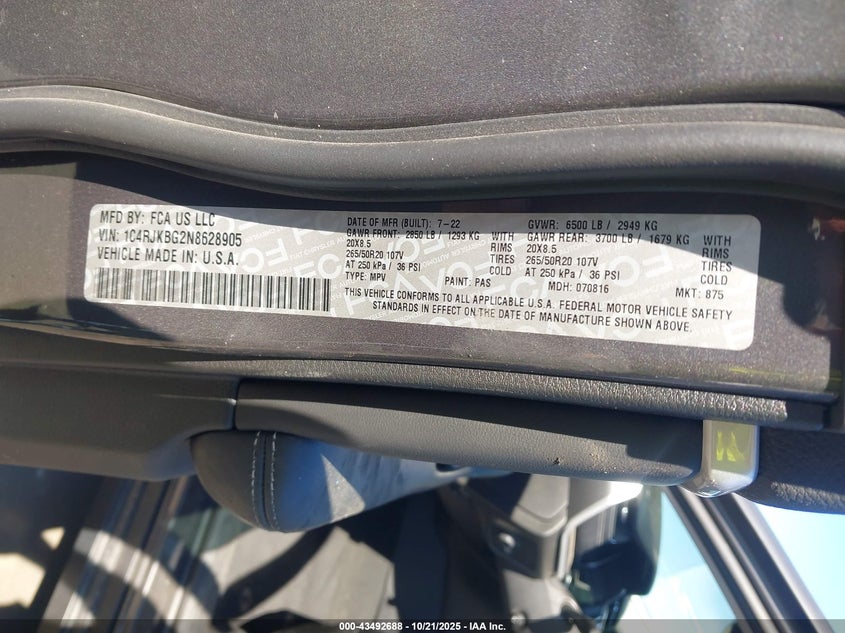 MFD BY: FCA US LLC
VIN: 1C4RJKBG2N8628905
VEHICLE MADE IN: U.S.A.
DATE OF MFR (BUILT): 7-22
GVWR: 6500 LB / 2949 KG
GAWR FRONT: 2850 LB / 1293 KG WITH
20X8.5 RIMS
265/50R20 107V TIRES
AT 250 kPa / 36 PSI COLD
GAWR REAR: 3700 LB / 1679 KG WITH
20X8.5 RIMS
265/50R20 107V TIRES
AT 250 kPa / 36 PSI COLD
TYPE: MPV PAINT: PAS MDH: 070816 MKT: 875
THIS VEHICLE CONFORMS TO ALL APPLICABLE U.S.A. FEDERAL MOTOR VEHICLE SAFETY
STANDARDS IN EFFECT ON THE DATE OF MANUFACTURE SHOWN ABOVE.
000-43492688 - 10/21/2025 - IAA Inc.